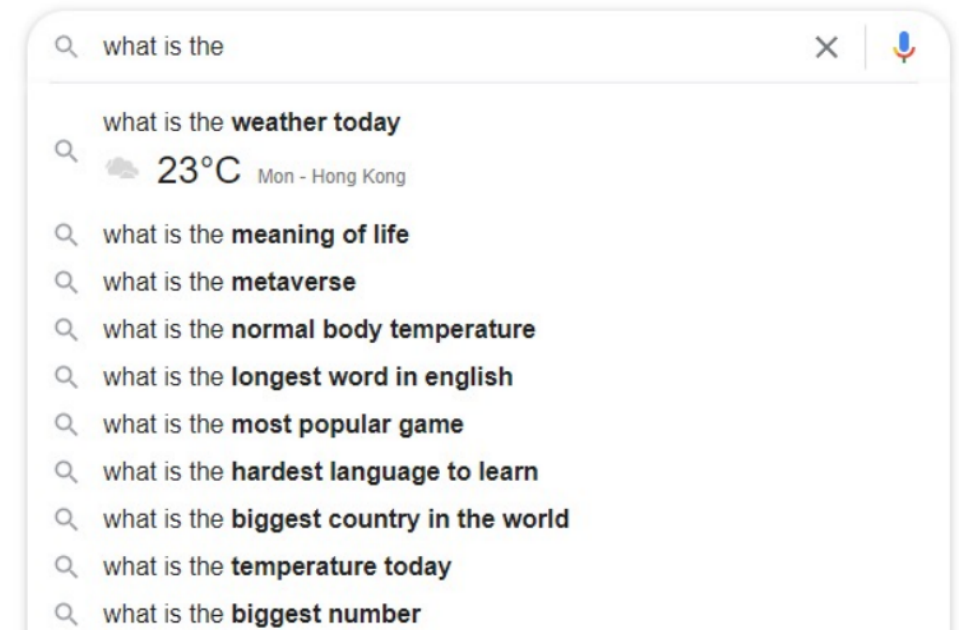 what is the
what is the weather today
23°C Mon - Hong Kong
what is the meaning of life
what is the metaverse
what is the normal body temperature
what is the longest word in english
what is the most popular game
what is the hardest language to learn
what is the biggest country in the world
what is the temperature today
what is the biggest number